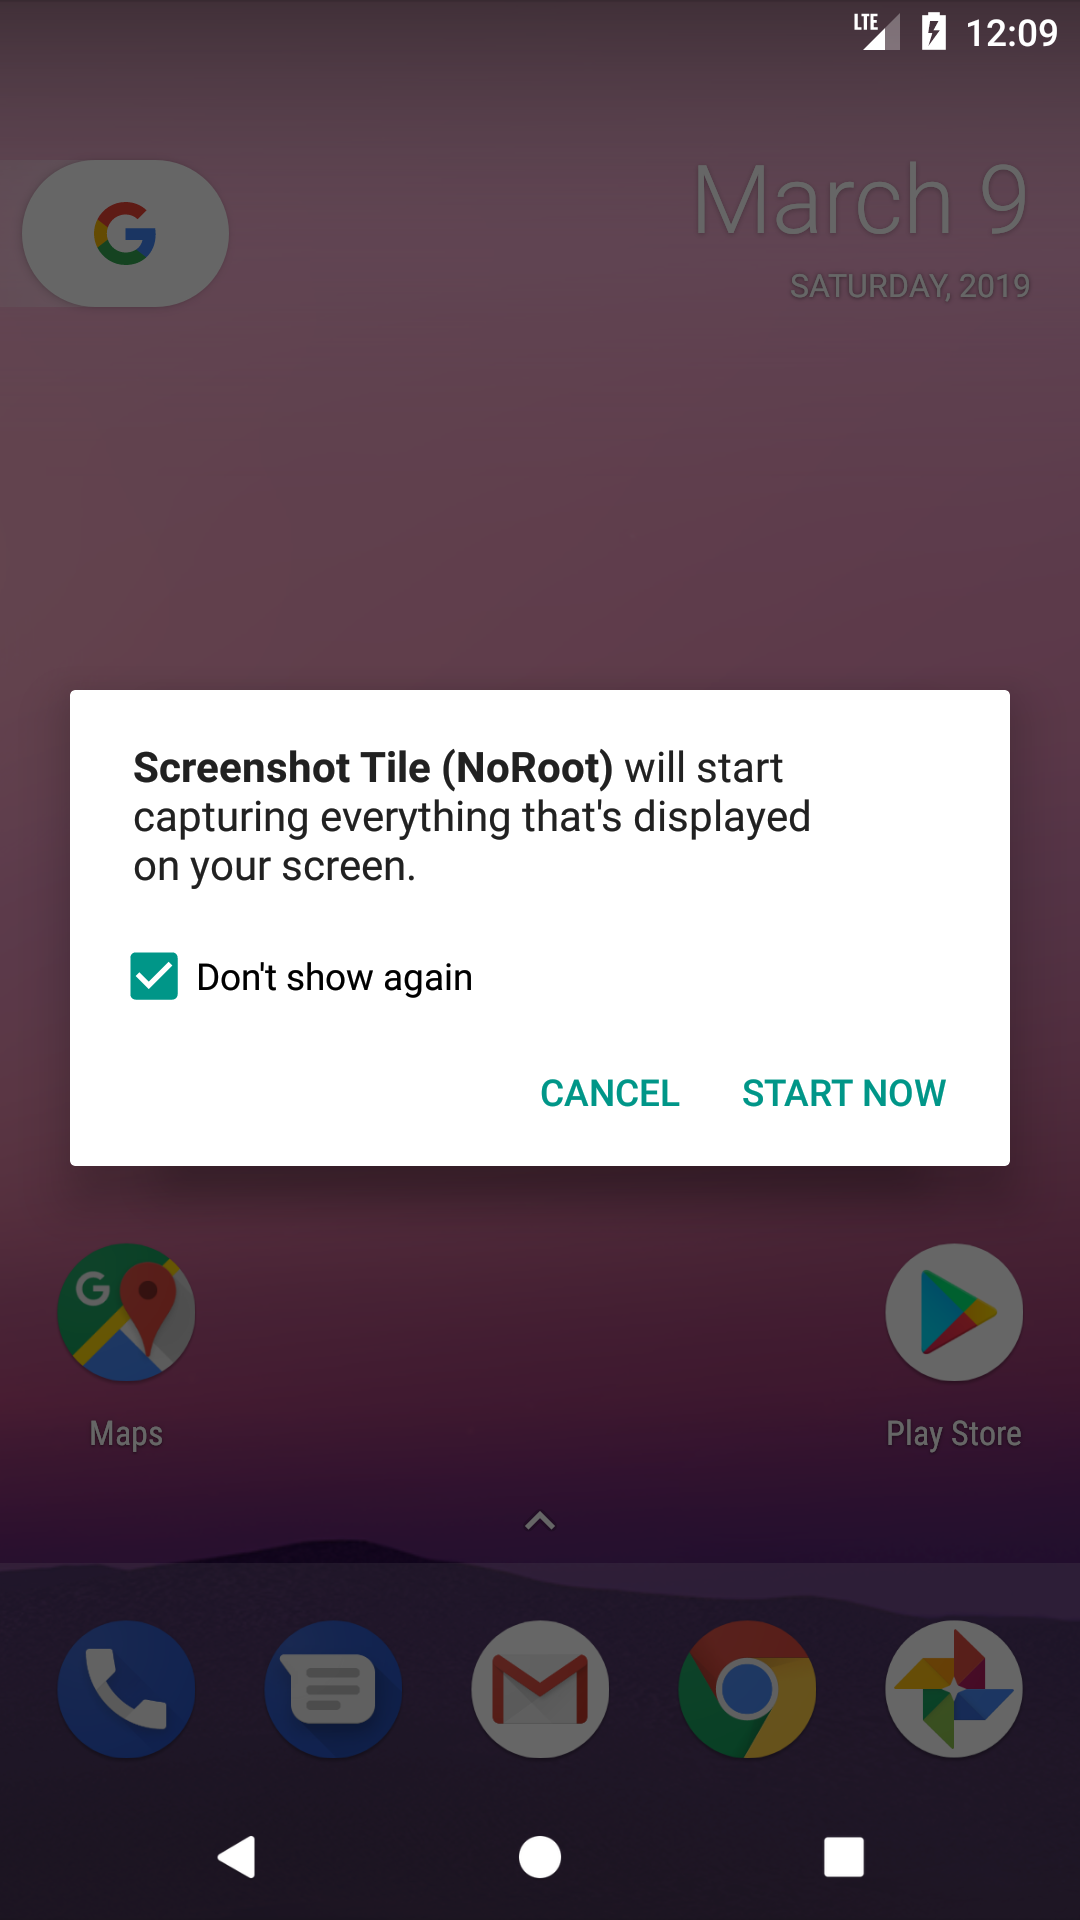 LTE 12:09
March 9
SATURDAY, 2019
Screenshot Tile (NoRoot) will start
capturing everything that's displayed
on your screen.
Don't show again
CANCEL START NOW
G
Maps Play Store